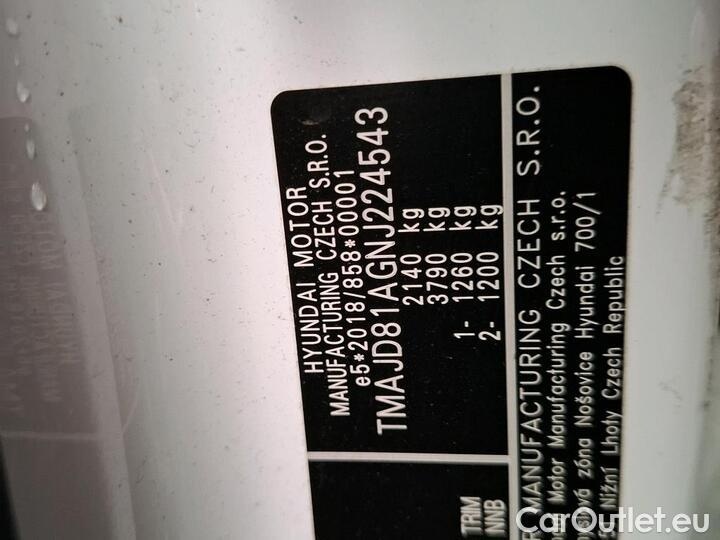 HYUNDAI MOTOR
MANUFACTURING CZECH S.R.O.
e5*2018/858*00001
TMAJD81AGNJ224543
2140 kg
3790 kg
1- 1260 kg
2- 1200 kg
TRIM
NNB
MANUFACTURING CZECH S.R.O.
Motor Manufacturing Czech s.r.o.
zóna Nošovice Hyundai 700/1
Nižní Lhoty Czech Republic
CarOutlet.eu